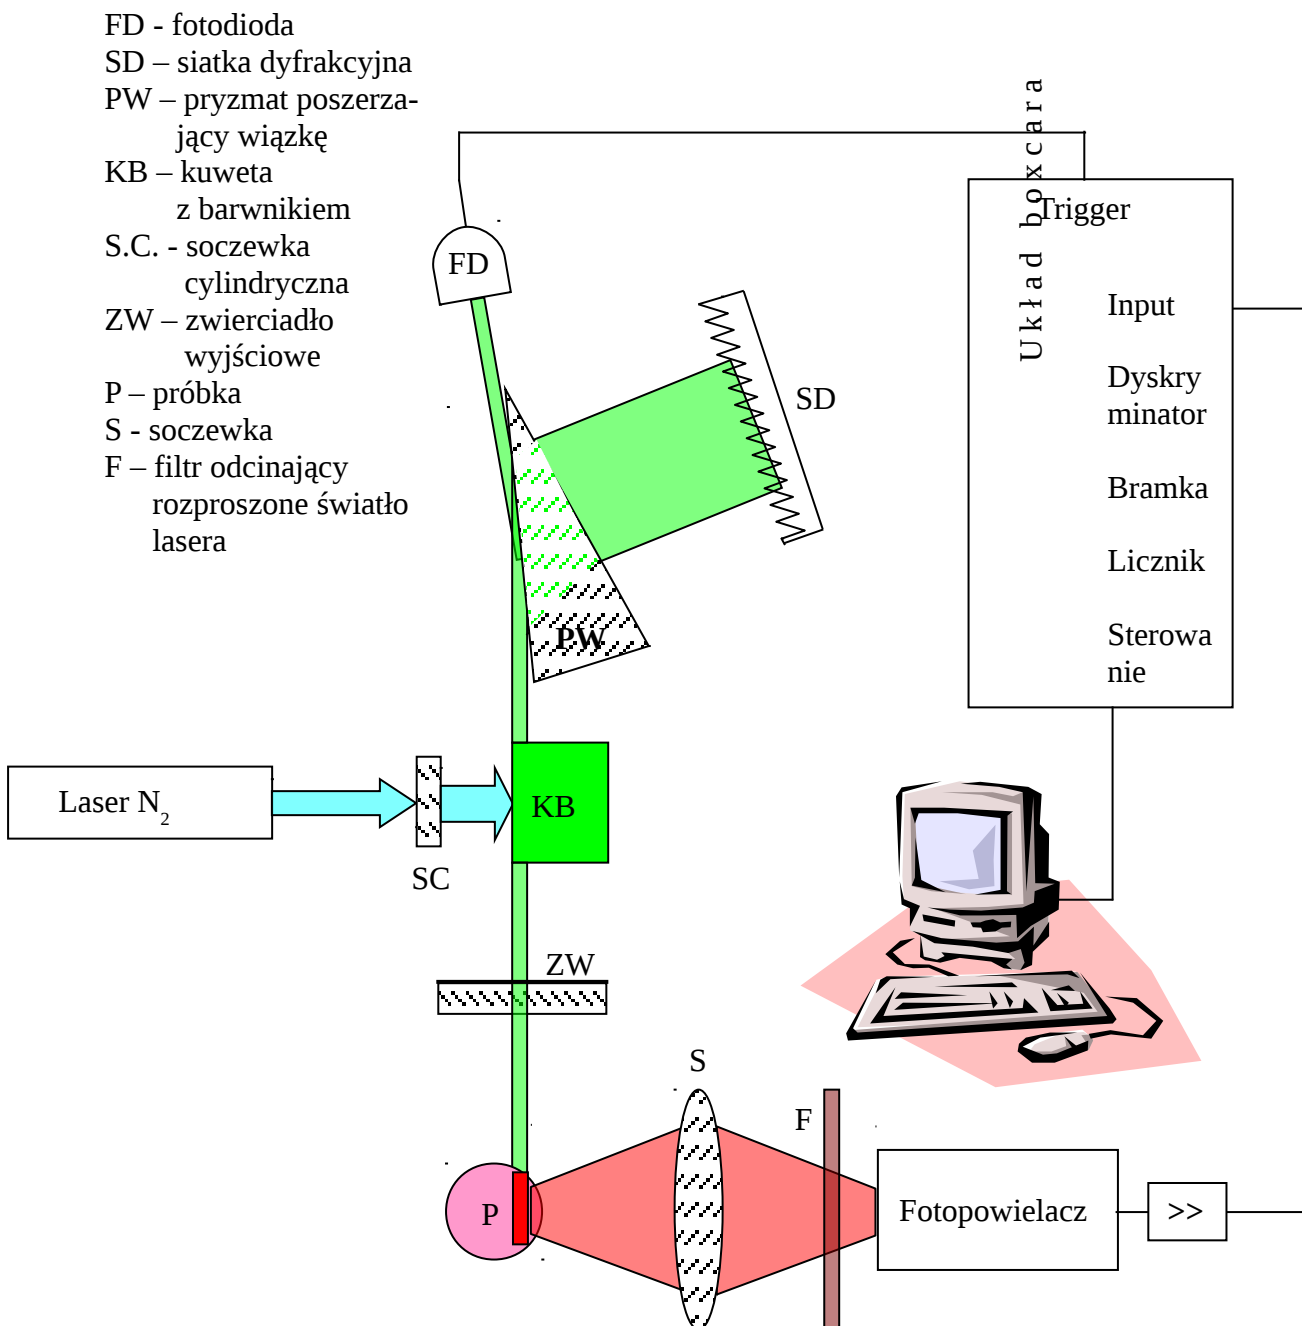 FD - fotodioda
SD – siatka dyfrakcyjna
PW – pryzmat poszerza-
jący wiązkę
KB – kuweta
z barwnikiem
S.C. - soczewka
cylindryczna
ZW – zwierciadło
wyjściowe
P – próbka
S - soczewka
F – filtr odcinający
rozproszone światło
lasera
FD
SD
PW
Układ boxcara
Trigger
Input
Dyskry
minator
Bramka
Licznik
Sterowa
nie
Laser N₂
SC
KB
ZW
S
F
P
Fotopowielacz
>>